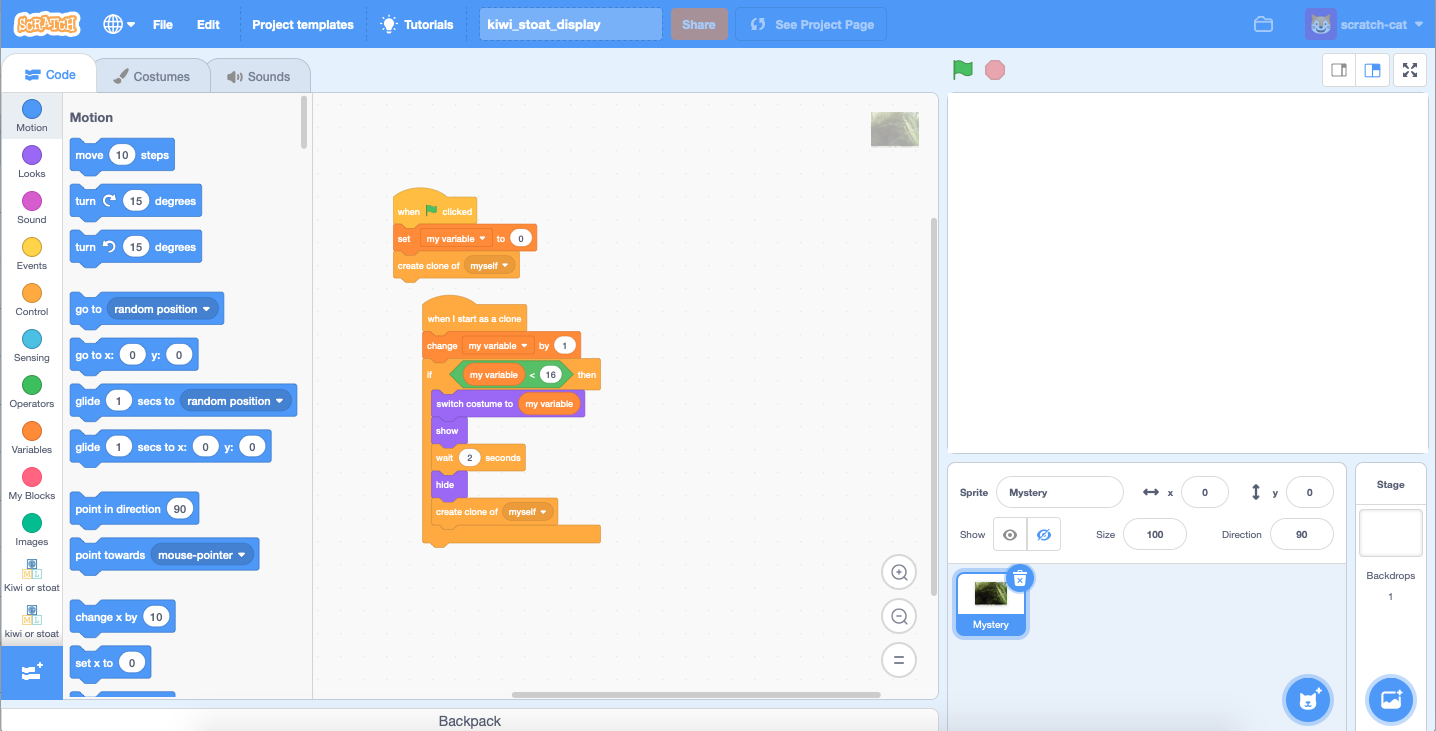 SCRATCH
File
Edit
Project templates
Tutorials
kiwi_stoat_display
Share
See Project Page
scratch-cat
Code
Costumes
Sounds
Motion
Looks
Sound
Events
Control
Sensing
Operators
Variables
My Blocks
Images
ML
Kiwi or stoat
ML
kiwi or stoat
Motion
move 10 steps
turn 15 degrees
turn 15 degrees
go to random position
go to x: 0 y: 0
glide 1 secs to random position
glide 1 secs to x: 0 y: 0
point in direction 90
point towards mouse-pointer
change x by 10
set x to 0
when clicked
set my variable to 0
create clone of myself
when I start as a clone
change my variable by 1
if my variable < 16 then
switch costume to my variable
show
wait 2 seconds
hide
create clone of myself
Backpack
Sprite Mystery x 0 y 0
Show Size 100 Direction 90
Mystery
Stage
Backdrops
1